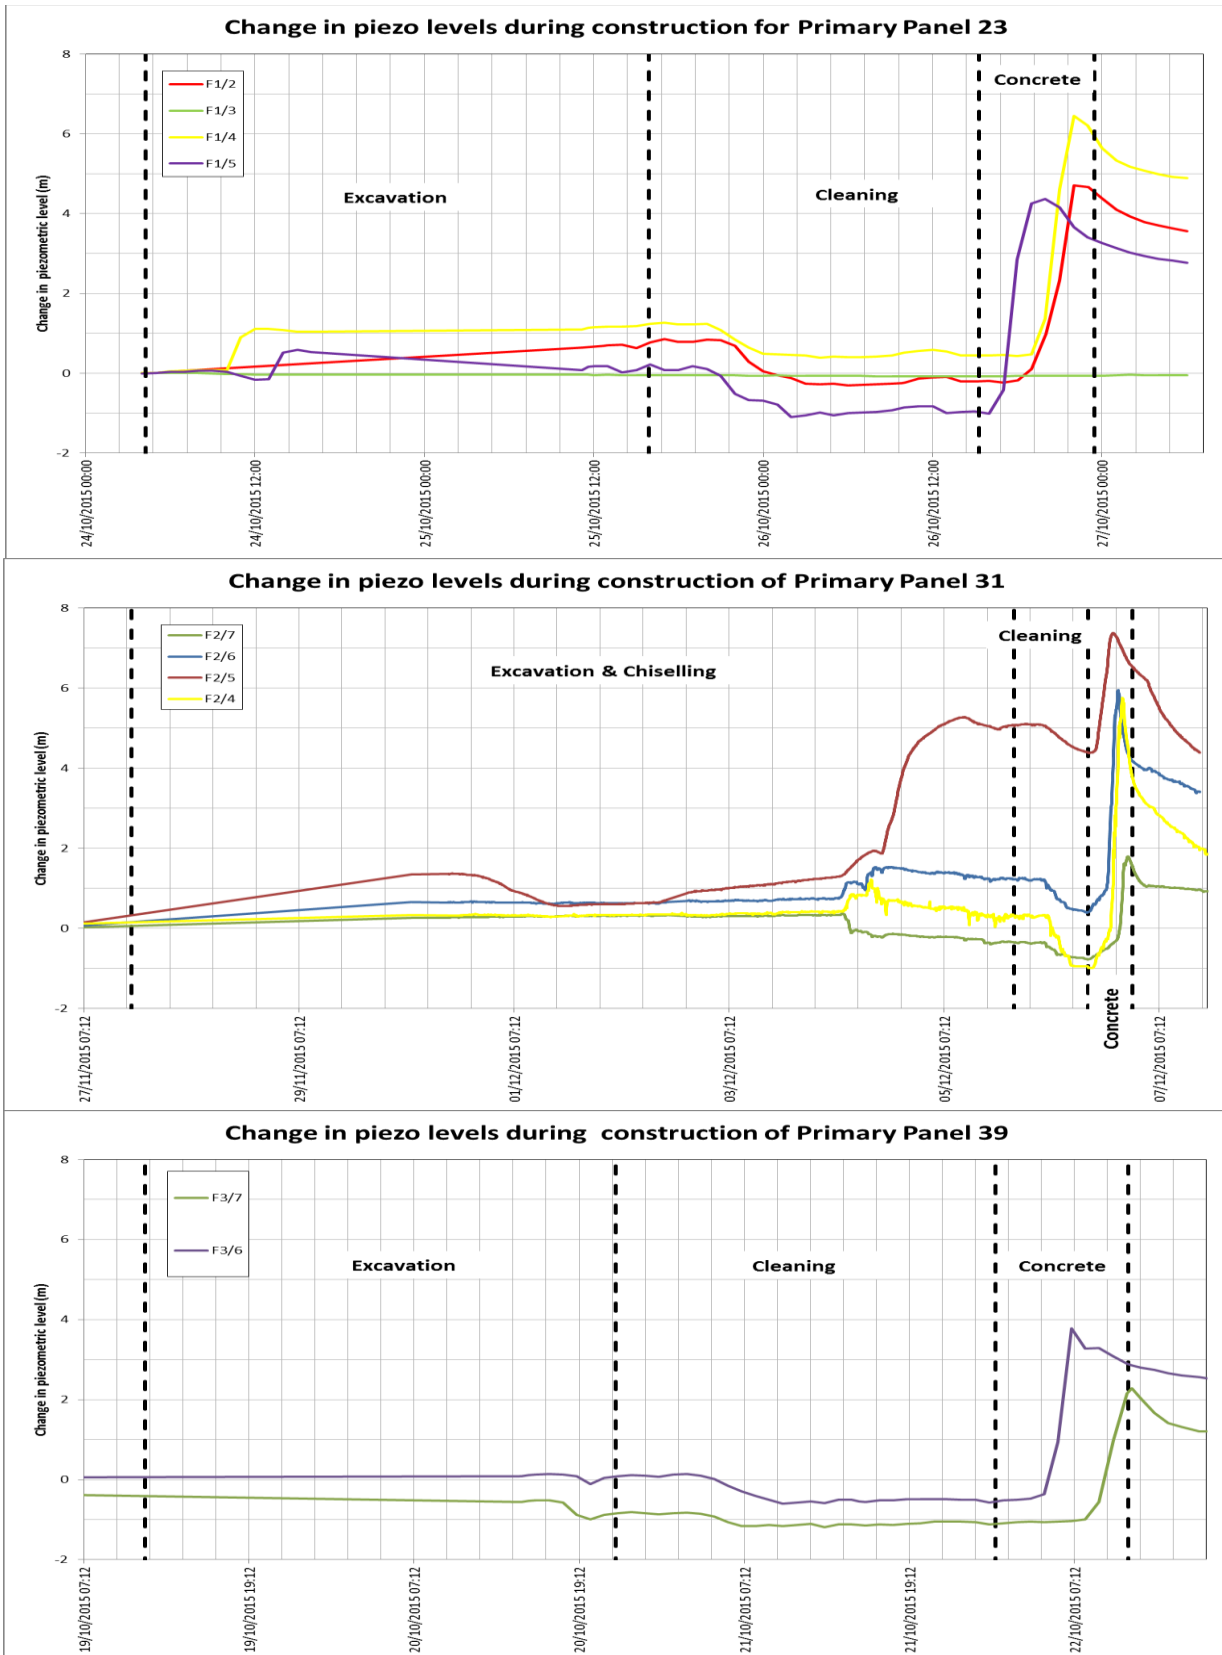 Change in piezo levels during construction for Primary Panel 23
8
6
4
2
0
-2
Change in piezometric level (m)
F1/2
F1/3
F1/4
F1/5
Excavation
Cleaning
Concrete
24/10/2015 00:00
24/10/2015 12:00
25/10/2015 00:00
25/10/2015 12:00
26/10/2015 00:00
26/10/2015 12:00
27/10/2015 00:00
Change in piezo levels during construction of Primary Panel 31
8
6
4
2
0
-2
Change in piezometric level (m)
F2/7
F2/6
F2/5
F2/4
Excavation & Chiselling
Cleaning
Concrete
27/11/2015 07:12
29/11/2015 07:12
01/12/2015 07:12
03/12/2015 07:12
05/12/2015 07:12
07/12/2015 07:12
Change in piezo levels during  construction of Primary Panel 39
8
6
4
2
0
-2
Change in piezometric level (m)
F3/7
F3/6
Excavation
Cleaning
Concrete
19/10/2015 07:12
19/10/2015 19:12
20/10/2015 07:12
20/10/2015 19:12
21/10/2015 07:12
21/10/2015 19:12
22/10/2015 07:12